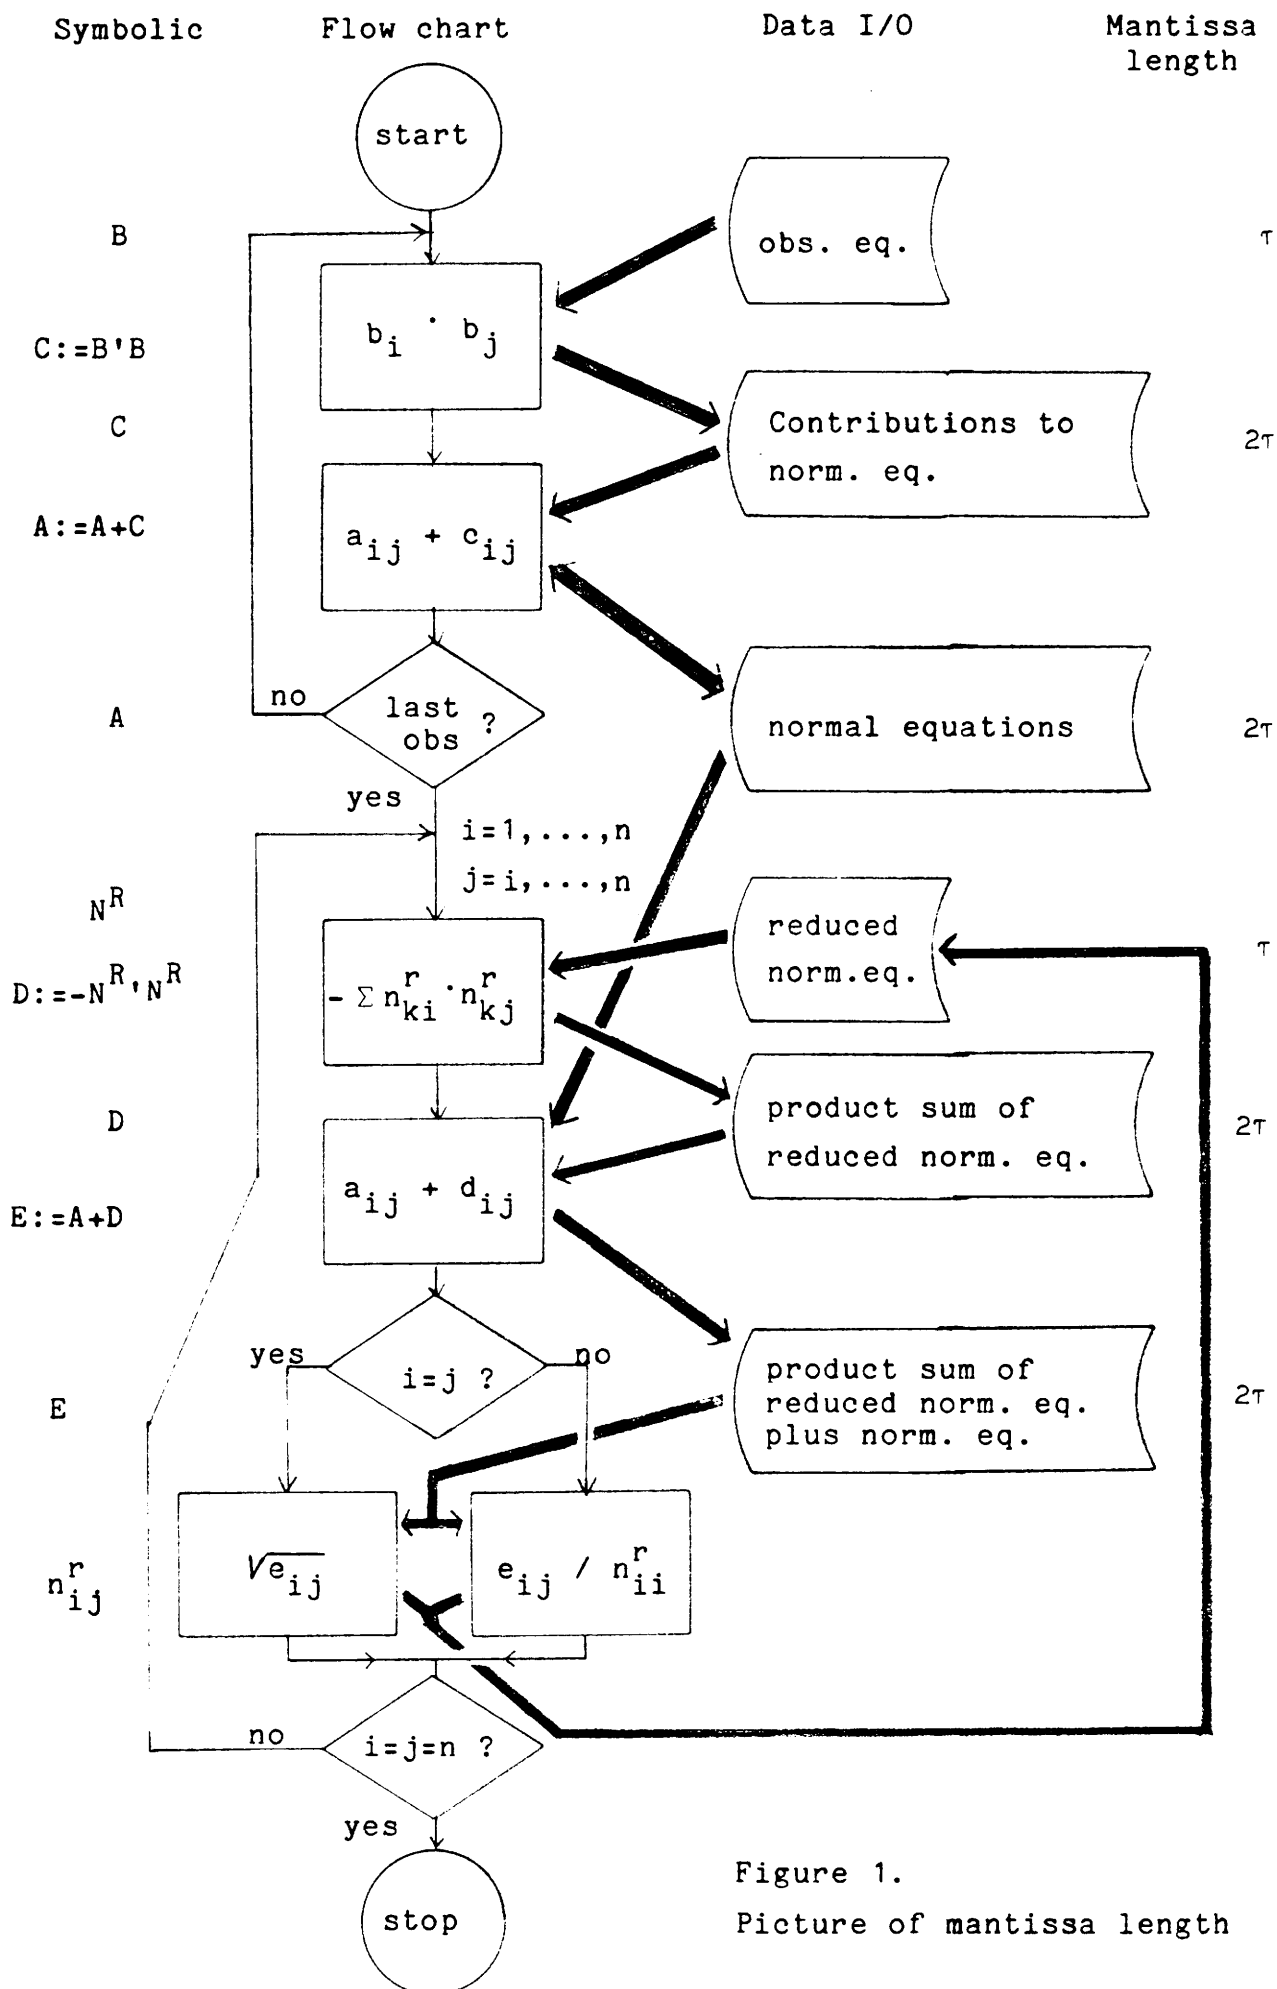 Symbolic Flow chart Data I/O Mantissa
length
start
B obs. eq. τ
b_i · b_j
C:=B'B
C Contributions to 2τ
norm. eq.
A:=A+C a_ij + c_ij
no last
obs ?
A normal equations 2τ
yes
i=1,...,n
j=i,...,n
N^R reduced
norm.eq. τ
D:=-N^R'N^R - Σ n^r_ki · n^r_kj
D product sum of 2τ
reduced norm. eq.
E:=A+D a_ij + d_ij
yes i=j ? no
E product sum of 2τ
reduced norm. eq.
plus norm. eq.
n^r_ij √e_ij e_ij / n^r_ii
no i=j=n ?
yes
stop
Figure 1.
Picture of mantissa length